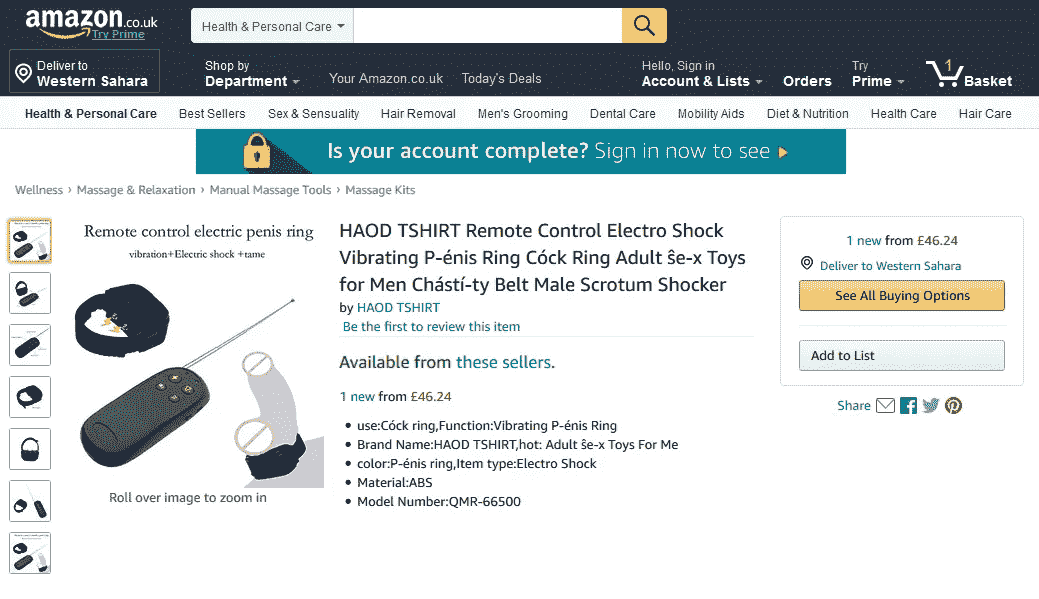 amazon.co.uk
Try Prime
Health & Personal Care
Deliver to
Western Sahara
Shop by
Department
Your Amazon.co.uk
Today's Deals
Hello, Sign in
Account & Lists
Orders
Try
Prime
1
Basket
Health & Personal Care
Best Sellers
Sex & Sensuality
Hair Removal
Men's Grooming
Dental Care
Mobility Aids
Diet & Nutrition
Health Care
Hair Care
Is your account complete? Sign in now to see
Wellness › Massage & Relaxation › Manual Massage Tools › Massage Kits
Remote control electric penis ring
vibration+Electric shock +tame
Roll over image to zoom in
HAOD TSHIRT Remote Control Electro Shock
Vibrating P-énis Ring Cóck Ring Adult ŝe-x Toys
for Men Chástí-ty Belt Male Scrotum Shocker
by HAOD TSHIRT
Be the first to review this item
Available from these sellers.
1 new from £46.24
use:Cóck ring,Function:Vibrating P-énis Ring
Brand Name:HAOD TSHIRT,hot: Adult ŝe-x Toys For Me
color:P-énis ring,Item type:Electro Shock
Material:ABS
Model Number:QMR-66500
1 new from £46.24
Deliver to Western Sahara
See All Buying Options
Add to List
Share